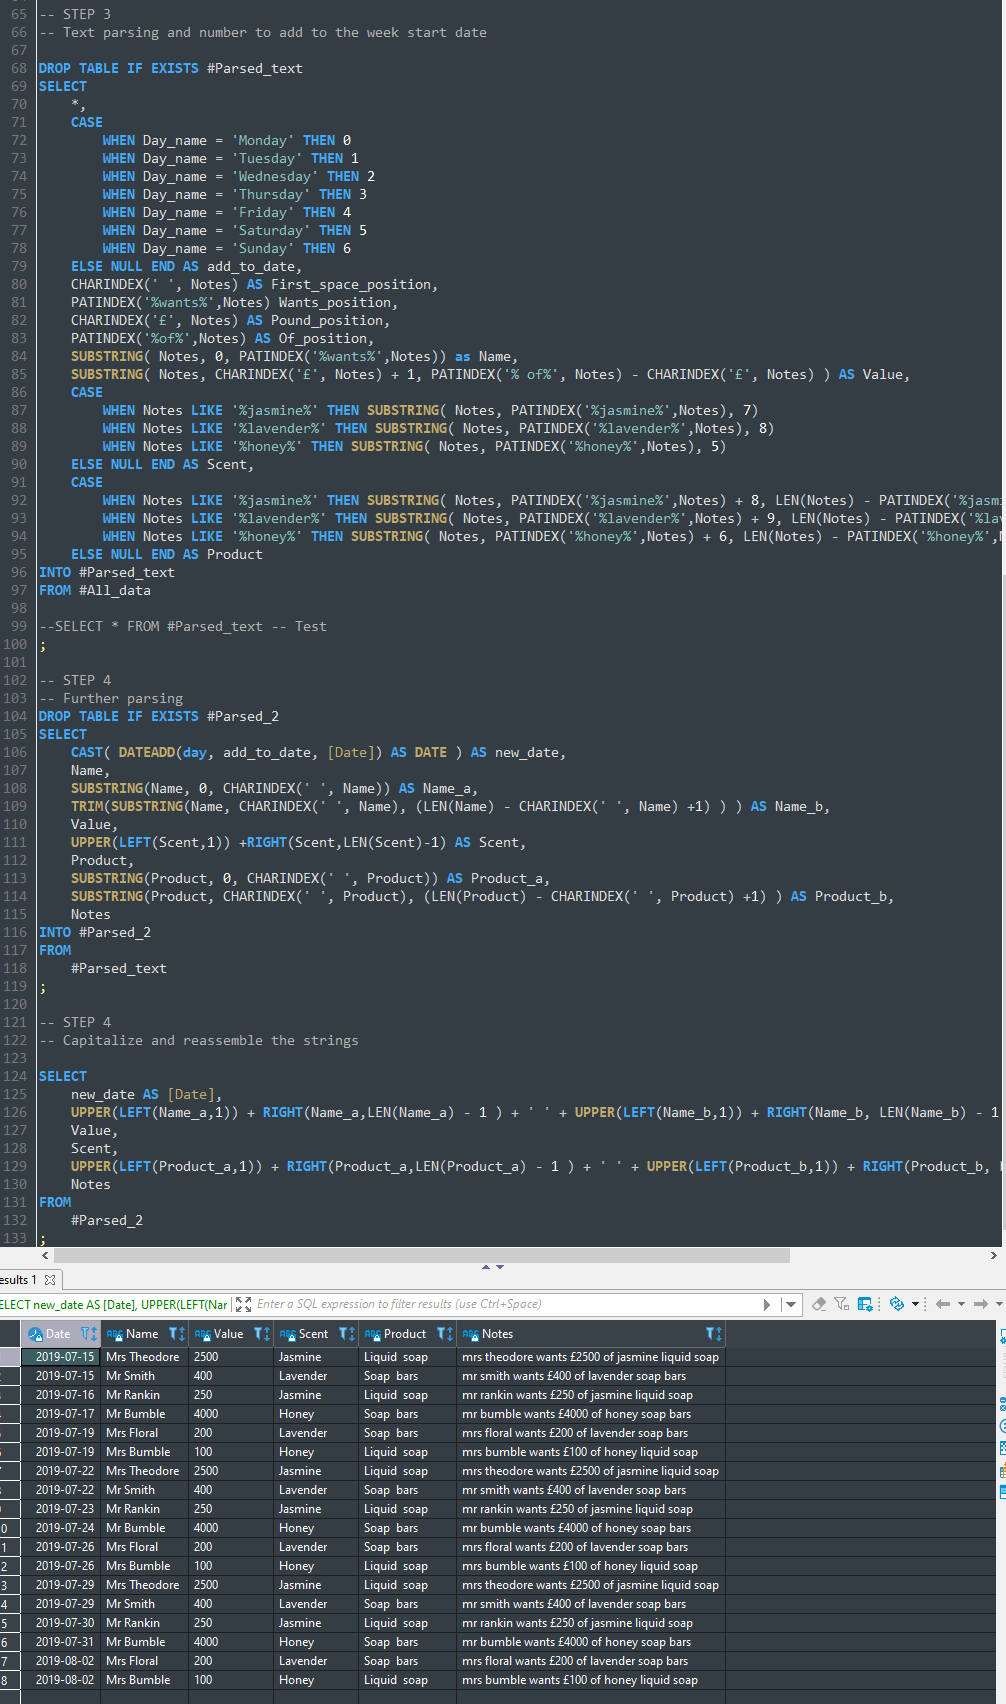 65 -- STEP 3
66 -- Text parsing and number to add to the week start date
67
68 DROP TABLE IF EXISTS #Parsed_text
69 SELECT
70 *,
71 CASE
72 WHEN Day_name = 'Monday' THEN 0
73 WHEN Day_name = 'Tuesday' THEN 1
74 WHEN Day_name = 'Wednesday' THEN 2
75 WHEN Day_name = 'Thursday' THEN 3
76 WHEN Day_name = 'Friday' THEN 4
77 WHEN Day_name = 'Saturday' THEN 5
78 WHEN Day_name = 'Sunday' THEN 6
79 ELSE NULL END AS add_to_date,
80 CHARINDEX(' ', Notes) AS First_space_position,
81 PATINDEX('%wants%',Notes) Wants_position,
82 CHARINDEX('£', Notes) AS Pound_position,
83 PATINDEX('%of%',Notes) AS Of_position,
84 SUBSTRING( Notes, 0, PATINDEX('%wants%',Notes)) as Name,
85 SUBSTRING( Notes, CHARINDEX('£', Notes) + 1, PATINDEX('% of%', Notes) - CHARINDEX('£', Notes) ) AS Value,
86 CASE
87 WHEN Notes LIKE '%jasmine%' THEN SUBSTRING( Notes, PATINDEX('%jasmine%',Notes), 7)
88 WHEN Notes LIKE '%lavender%' THEN SUBSTRING( Notes, PATINDEX('%lavender%',Notes), 8)
89 WHEN Notes LIKE '%honey%' THEN SUBSTRING( Notes, PATINDEX('%honey%',Notes), 5)
90 ELSE NULL END AS Scent,
91 CASE
92 WHEN Notes LIKE '%jasmine%' THEN SUBSTRING( Notes, PATINDEX('%jasmine%',Notes) + 8, LEN(Notes) - PATINDEX('%jasmi
93 WHEN Notes LIKE '%lavender%' THEN SUBSTRING( Notes, PATINDEX('%lavender%',Notes) + 9, LEN(Notes) - PATINDEX('%lav
94 WHEN Notes LIKE '%honey%' THEN SUBSTRING( Notes, PATINDEX('%honey%',Notes) + 6, LEN(Notes) - PATINDEX('%honey%',
95 ELSE NULL END AS Product
96 INTO #Parsed_text
97 FROM #All_data
98
99 --SELECT * FROM #Parsed_text -- Test
100 ;
101
102 -- STEP 4
103 -- Further parsing
104 DROP TABLE IF EXISTS #Parsed_2
105 SELECT
106 CAST( DATEADD(day, add_to_date, [Date]) AS DATE ) AS new_date,
107 Name,
108 SUBSTRING(Name, 0, CHARINDEX(' ', Name)) AS Name_a,
109 TRIM(SUBSTRING(Name, CHARINDEX(' ', Name), (LEN(Name) - CHARINDEX(' ', Name) +1) ) ) AS Name_b,
110 Value,
111 UPPER(LEFT(Scent,1)) +RIGHT(Scent,LEN(Scent)-1) AS Scent,
112 Product,
113 SUBSTRING(Product, 0, CHARINDEX(' ', Product)) AS Product_a,
114 SUBSTRING(Product, CHARINDEX(' ', Product), (LEN(Product) - CHARINDEX(' ', Product) +1) ) AS Product_b,
115 Notes
116 INTO #Parsed_2
117 FROM
118 #Parsed_text
119 ;
120
121 -- STEP 4
122 -- Capitalize and reassemble the strings
123
124 SELECT
125 new_date AS [Date],
126 UPPER(LEFT(Name_a,1)) + RIGHT(Name_a,LEN(Name_a) - 1 ) + ' ' + UPPER(LEFT(Name_b,1)) + RIGHT(Name_b, LEN(Name_b) - 1
127 Value,
128 Scent,
129 UPPER(LEFT(Product_a,1)) + RIGHT(Product_a,LEN(Product_a) - 1 ) + ' ' + UPPER(LEFT(Product_b,1)) + RIGHT(Product_b,
130 Notes
131 FROM
132 #Parsed_2
133 ;
esults 1
ELECT new_date AS [Date], UPPER(LEFT(Nar Enter a SQL expression to filter results (use Ctrl+Space)
Date Name Value Scent Product Notes
2019-07-15 Mrs Theodore 2500 Jasmine Liquid soap mrs theodore wants £2500 of jasmine liquid soap
2019-07-15 Mr Smith 400 Lavender Soap bars mr smith wants £400 of lavender soap bars
2019-07-16 Mr Rankin 250 Jasmine Liquid soap mr rankin wants £250 of jasmine liquid soap
2019-07-17 Mr Bumble 4000 Honey Soap bars mr bumble wants £4000 of honey soap bars
2019-07-19 Mrs Floral 200 Lavender Soap bars mrs floral wants £200 of lavender soap bars
2019-07-19 Mrs Bumble 100 Honey Liquid soap mrs bumble wants £100 of honey liquid soap
2019-07-22 Mrs Theodore 2500 Jasmine Liquid soap mrs theodore wants £2500 of jasmine liquid soap
2019-07-22 Mr Smith 400 Lavender Soap bars mr smith wants £400 of lavender soap bars
2019-07-23 Mr Rankin 250 Jasmine Liquid soap mr rankin wants £250 of jasmine liquid soap
0 2019-07-24 Mr Bumble 4000 Honey Soap bars mr bumble wants £4000 of honey soap bars
1 2019-07-26 Mrs Floral 200 Lavender Soap bars mrs floral wants £200 of lavender soap bars
2 2019-07-26 Mrs Bumble 100 Honey Liquid soap mrs bumble wants £100 of honey liquid soap
3 2019-07-29 Mrs Theodore 2500 Jasmine Liquid soap mrs theodore wants £2500 of jasmine liquid soap
4 2019-07-29 Mr Smith 400 Lavender Soap bars mr smith wants £400 of lavender soap bars
5 2019-07-30 Mr Rankin 250 Jasmine Liquid soap mr rankin wants £250 of jasmine liquid soap
6 2019-07-31 Mr Bumble 4000 Honey Soap bars mr bumble wants £4000 of honey soap bars
7 2019-08-02 Mrs Floral 200 Lavender Soap bars mrs floral wants £200 of lavender soap bars
8 2019-08-02 Mrs Bumble 100 Honey Liquid soap mrs bumble wants £100 of honey liquid soap